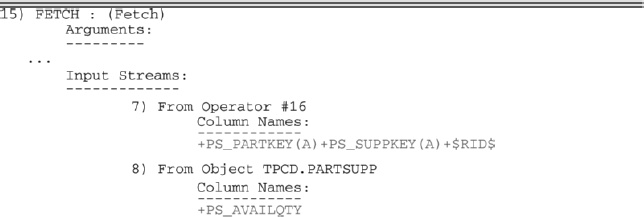 15) FETCH : (Fetch)
Arguments:
---------
...
Input Streams:
-------------
7) From Operator #16
Column Names:
------------
+PS_PARTKEY(A)+PS_SUPPKEY(A)+$RID$
8) From Object TPCD.PARTSUPP
Column Names:
------------
+PS_AVAILQTY